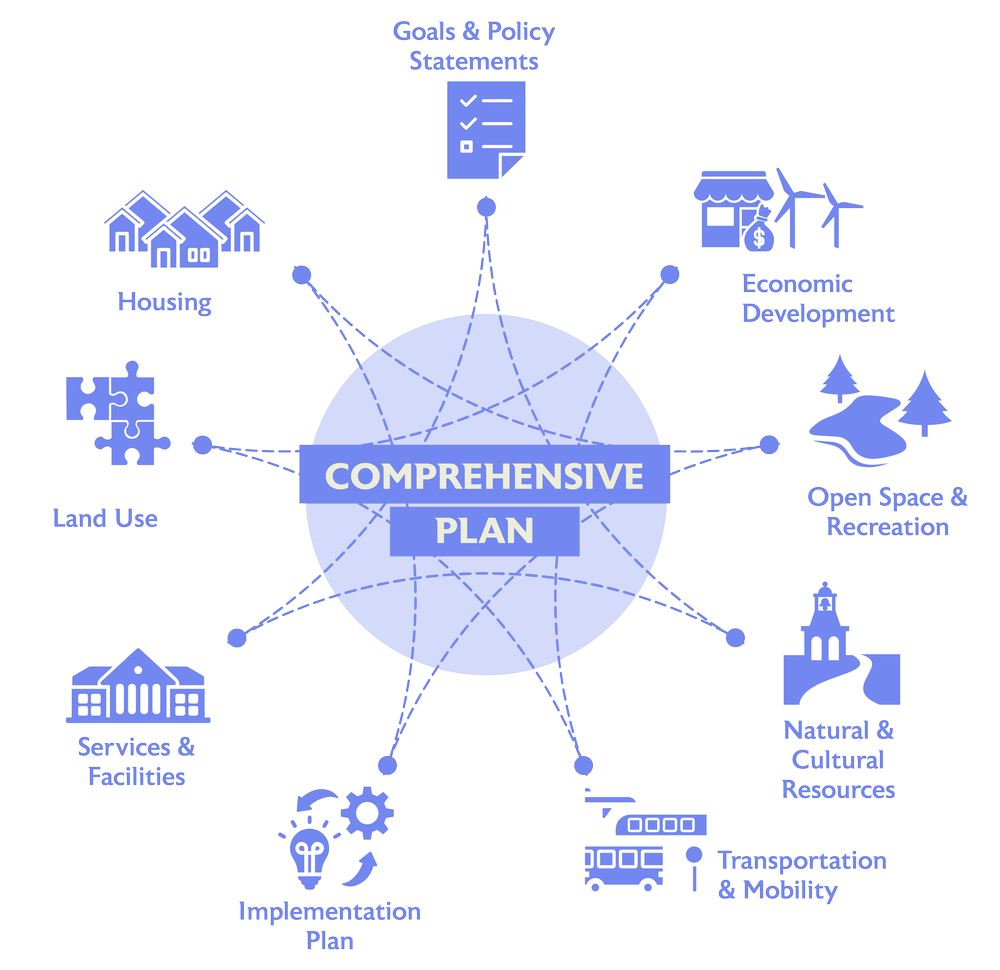 Goals & Policy
Statements
$
Economic
Development
Housing
Open Space &
Recreation
Land Use
COMPREHENSIVE
PLAN
Natural &
Cultural
Resources
Services &
Facilities
Transportation
& Mobility
Implementation
Plan